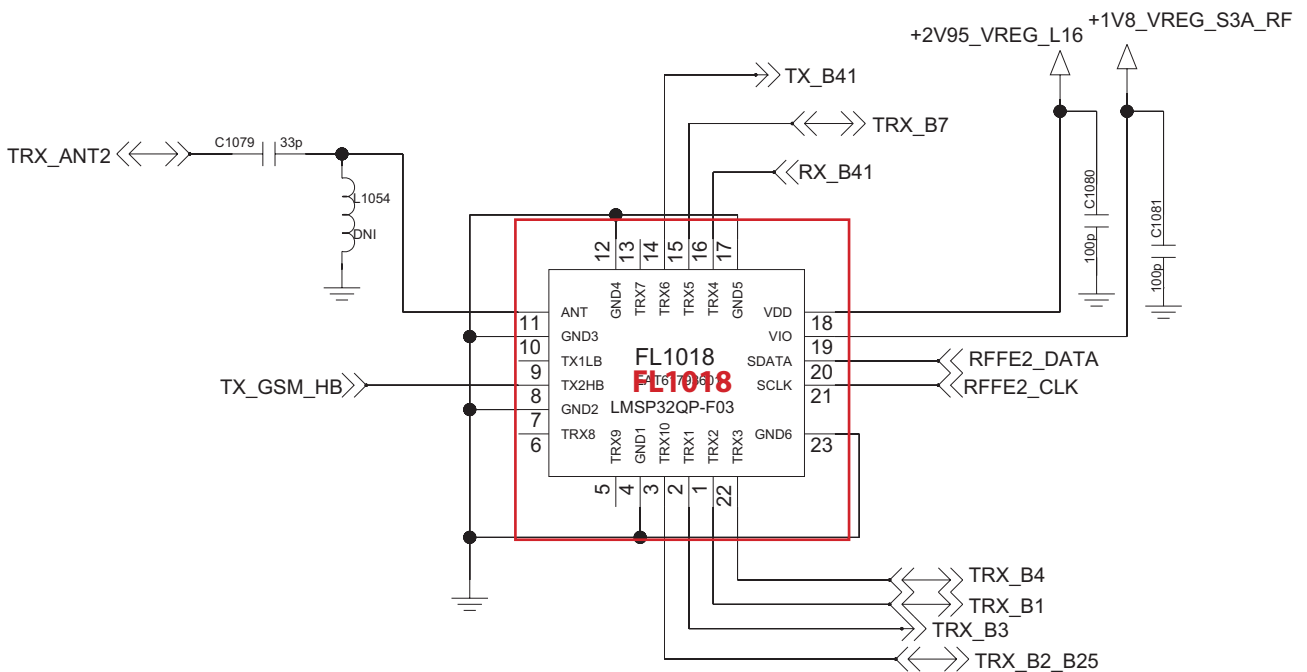 +2V95_VREG_L16
+1V8_VREG_S3A_RF
TX_B41
TRX_B7
RX_B41
C1079
33p
TRX_ANT2
L1054
DNI
C1080
100p
C1081
100p
12
13
14
15
16
17
GND4
TRX7
TRX6
TRX5
TRX4
GND5
ANT
11
GND3
10
TX1LB
9
TX2HB
8
GND2
7
TRX8
6
TX_GSM_HB
FL1018
FL1018
LMSP32QP-F03
VDD
18
VIO
19
SDATA
20
SCLK
21
GND6
23
RFFE2_DATA
RFFE2_CLK
TRX9
GND1
TRX10
TRX1
TRX2
TRX3
5
4
3
2
1
22
TRX_B4
TRX_B1
TRX_B3
TRX_B2_B25